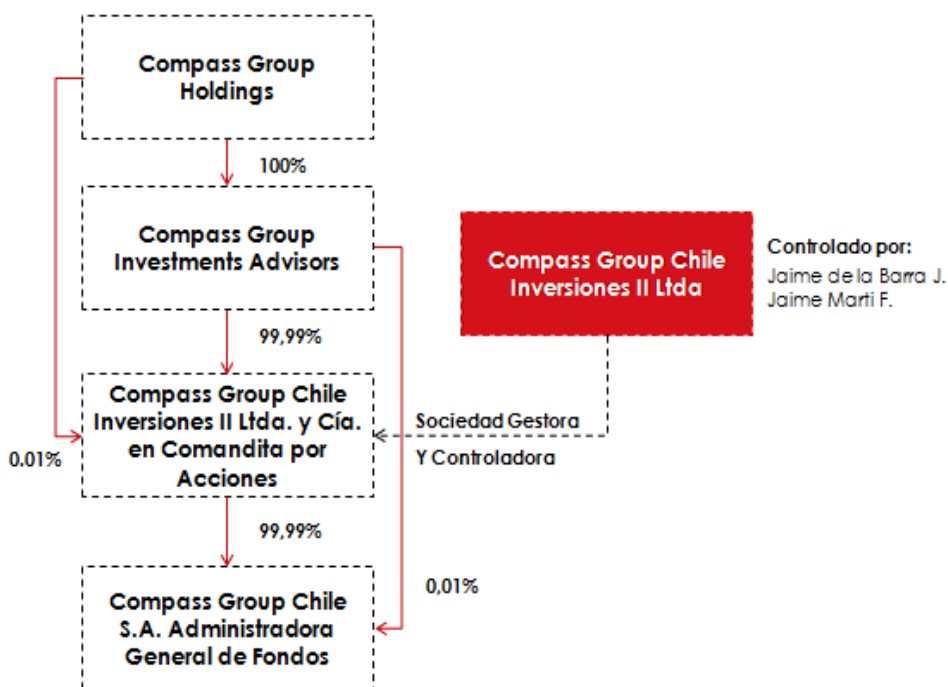 Compass Group
Holdings
100%
Compass Group
Investments Advisors
Compass Group Chile
Inversiones II Ltda
Controlado por:
Jaime de la Barra J.
Jaime Marti F.
99,99%
Compass Group Chile
Inversiones II Ltda. y Cía.
en Comandita por
Acciones
Sociedad Gestora
Y Controladora
0.01%
99,99%
0,01%
Compass Group Chile
S.A. Administradora
General de Fondos